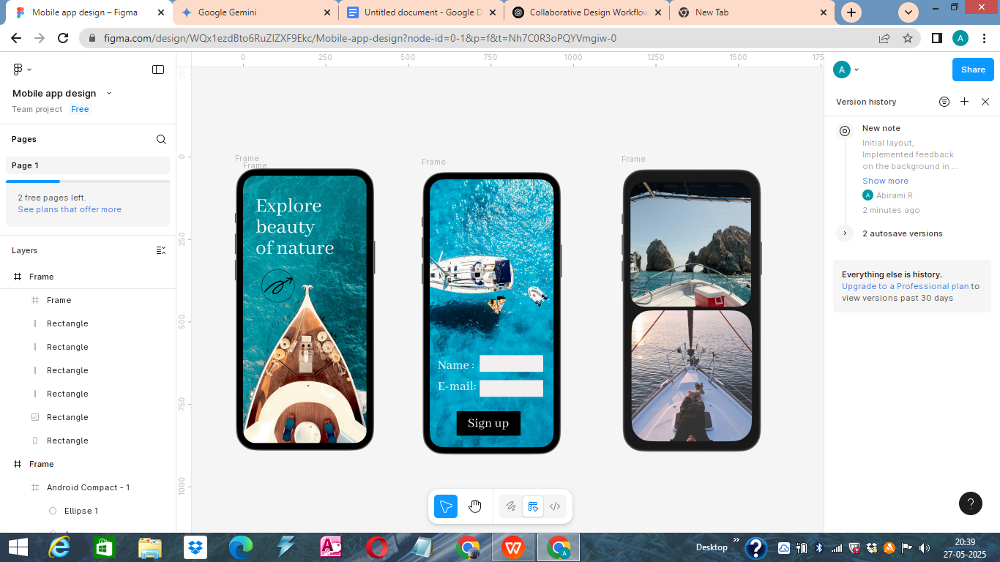 Mobile app design – Figma
Google Gemini
Untitled document - Google D
Collaborative Design Workflow
New Tab
figma.com/design/WQx1ezdBto6RuZIZXF9Ekc/Mobile-app-design?node-id=0-1&p=f&t=Nh7C0R3oPQYVmgiw-0
A
Mobile app design
Team project Free
Pages
Page 1
2 free pages left.
See plans that offer more
Layers
Frame
Frame
Rectangle
Rectangle
Rectangle
Rectangle
Rectangle
Rectangle
Frame
Android Compact - 1
Ellipse 1
0 250 500 750 1000 1250 1500 175
0
250
500
750
1000
Frame
Frame
Explore
beauty
of nature
Frame
Name :
E-mail:
Sign up
Frame
A
Share
Version history
New note
Initial layout,
Implemented feedback
on the background in ...
Show more
A Abirami R
2 minutes ago
2 autosave versions
Everything else is history.
Upgrade to a Professional plan to
view versions past 30 days
?
Desktop
20:39
27-05-2025